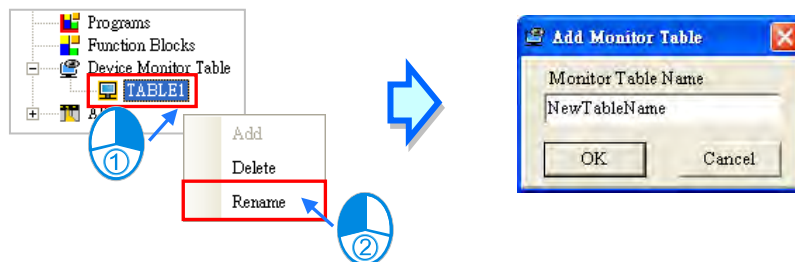 Programs
Function Blocks
Device Monitor Table
TABLE1
Add
Delete
Rename
1
2
Add Monitor Table
Monitor Table Name
NewTableName
OK
Cancel